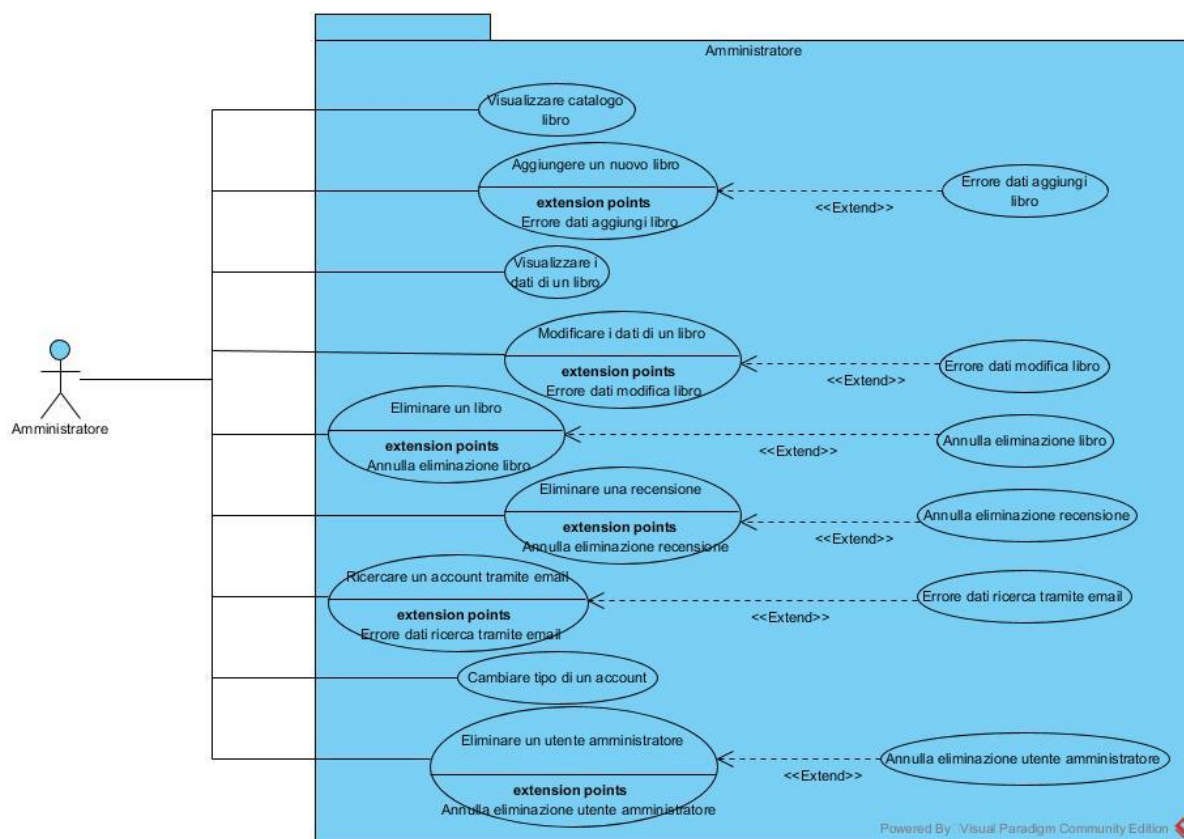 Amministratore
Visualizzare catalogo
libro
Aggiungere un nuovo libro
extension points
Errore dati aggiungi libro
<<Extend>>
Errore dati aggiungi
libro
Visualizzare i
dati di un libro
Modificare i dati di un libro
extension points
Errore dati modifica libro
<<Extend>>
Errore dati modifica libro
Amministratore
Eliminare un libro
extension points
Annulla eliminazione libro
<<Extend>>
Annulla eliminazione libro
Eliminare una recensione
extension points
Annulla eliminazione recensione
<<Extend>>
Annulla eliminazione recensione
Ricercare un account tramite email
extension points
Errore dati ricerca tramite email
<<Extend>>
Errore dati ricerca tramite email
Cambiare tipo di un account
Eliminare un utente amministratore
extension points
Annulla eliminazione utente amministratore
<<Extend>>
Annulla eliminazione utente amministratore
Powered By Visual Paradigm Community Edition